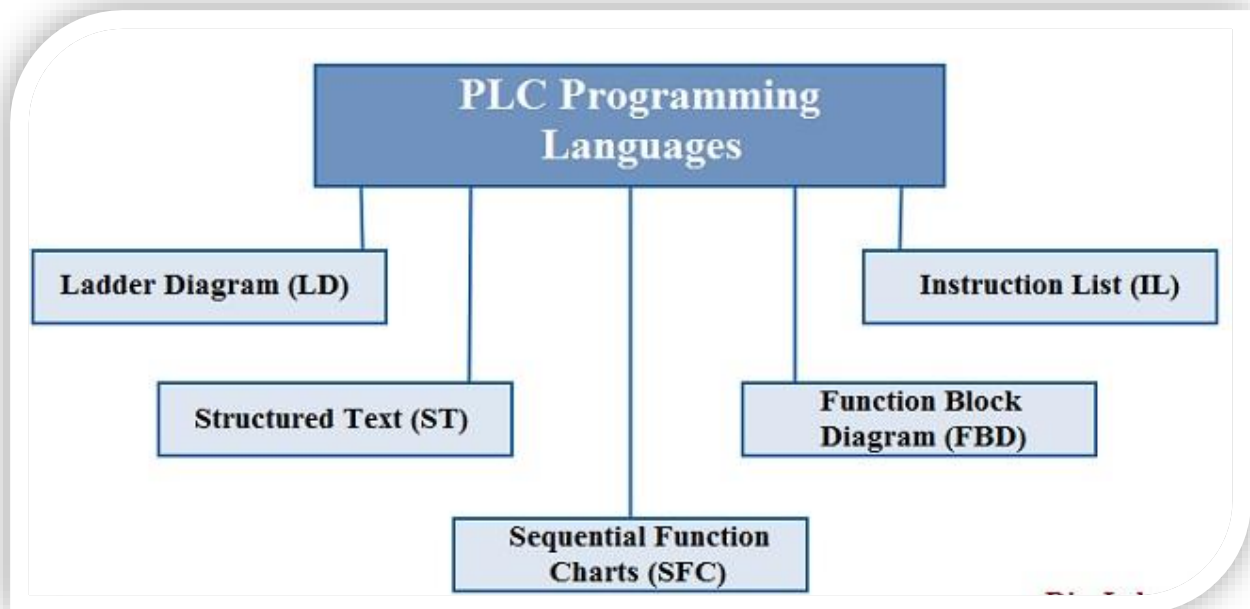 PLC Programming
Languages
Ladder Diagram (LD)
Instruction List (IL)
Structured Text (ST)
Function Block
Diagram (FBD)
Sequential Function
Charts (SFC)